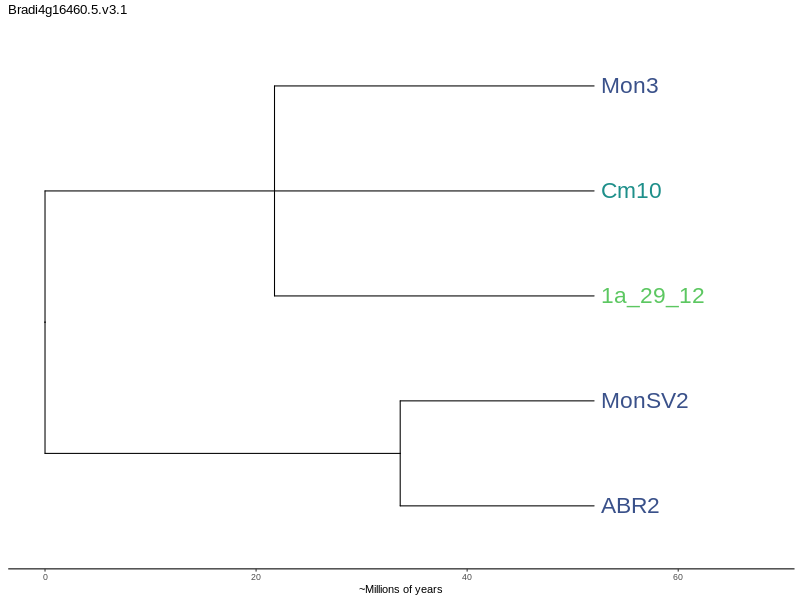 Bradi4g16460.5.v3.1
Mon3
Cm10
1a_29_12
MonSV2
ABR2
0 20 40 60
~Millions of years